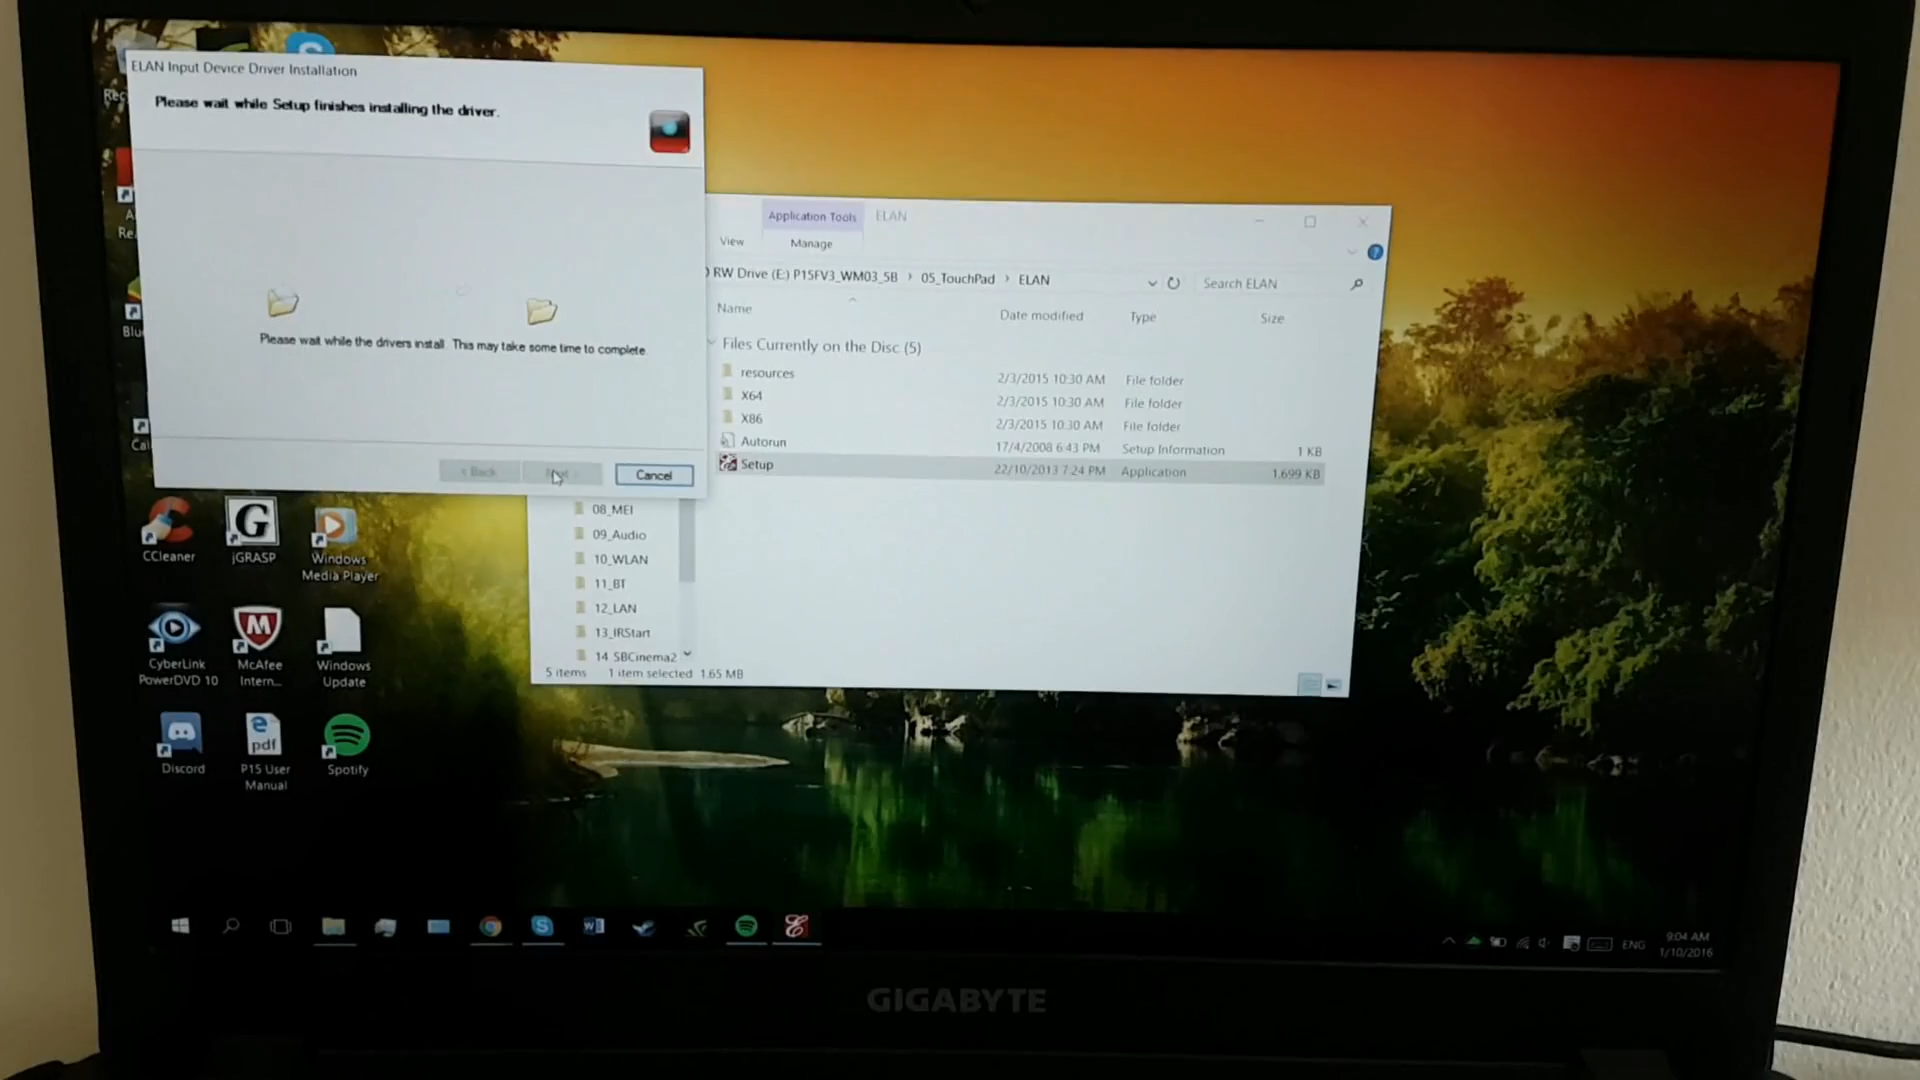 ELAN Input Device Driver Installation
Please wait while Setup finishes installing the driver.
Please wait while the drivers install. This may take some time to complete.
< Back
Cancel
Application Tools
ELAN
View
Manage
RW Drive (E:) P15FV3_WM03_5B
05_TouchPad
ELAN
Search ELAN
Name
Date modified
Type
Size
Files Currently on the Disc (5)
resources
2/3/2015 10:30 AM
File folder
X64
2/3/2015 10:30 AM
File folder
X86
2/3/2015 10:30 AM
File folder
Autorun
17/4/2008 6:43 PM
Setup Information
1 KB
Setup
22/10/2013 7:24 PM
Application
1,699 KB
08_MEI
09_Audio
10_WLAN
11_BT
12_LAN
13_IRStart
14_SBCinema2
5 items
1 item selected 1.65 MB
Rec
CCleaner
G
jGRASP
Windows
Media Player
CyberLink
PowerDVD 10
McAfee
Intern...
Windows
Update
Discord
pdf
P15 User
Manual
Spotify
ENG
9:04 AM
1/10/2016
GIGABYTE